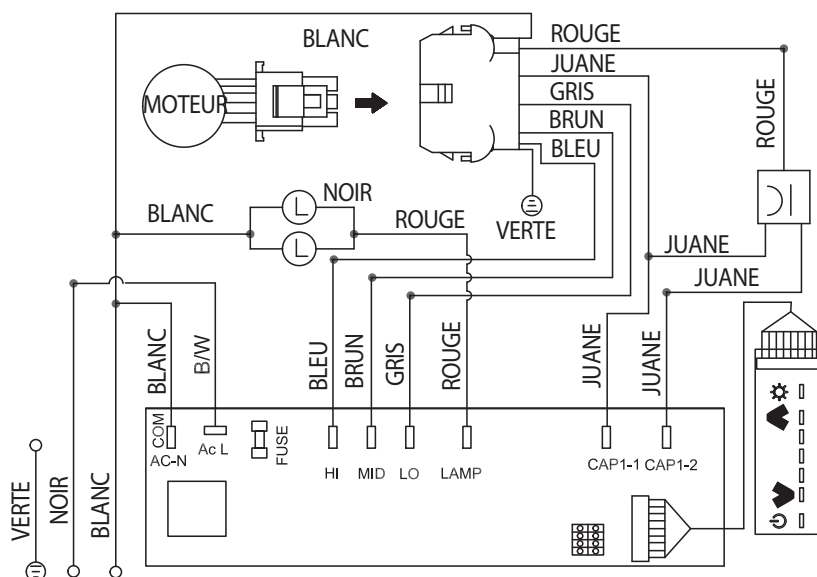 BLANC
ROUGE
JUANE
GRIS
BRUN
BLEU
MOTEUR
ROUGE
NOIR
BLANC
L
L
ROUGE
VERTE
JUANE
JUANE
BLANC
B/W
BLEU
BRUN
GRIS
ROUGE
JUANE
JUANE
COM
AC-N
Ac L
FUSE
HI
MID
LO
LAMP
CAP1-1
CAP1-2
VERTE
NOIR
BLANC